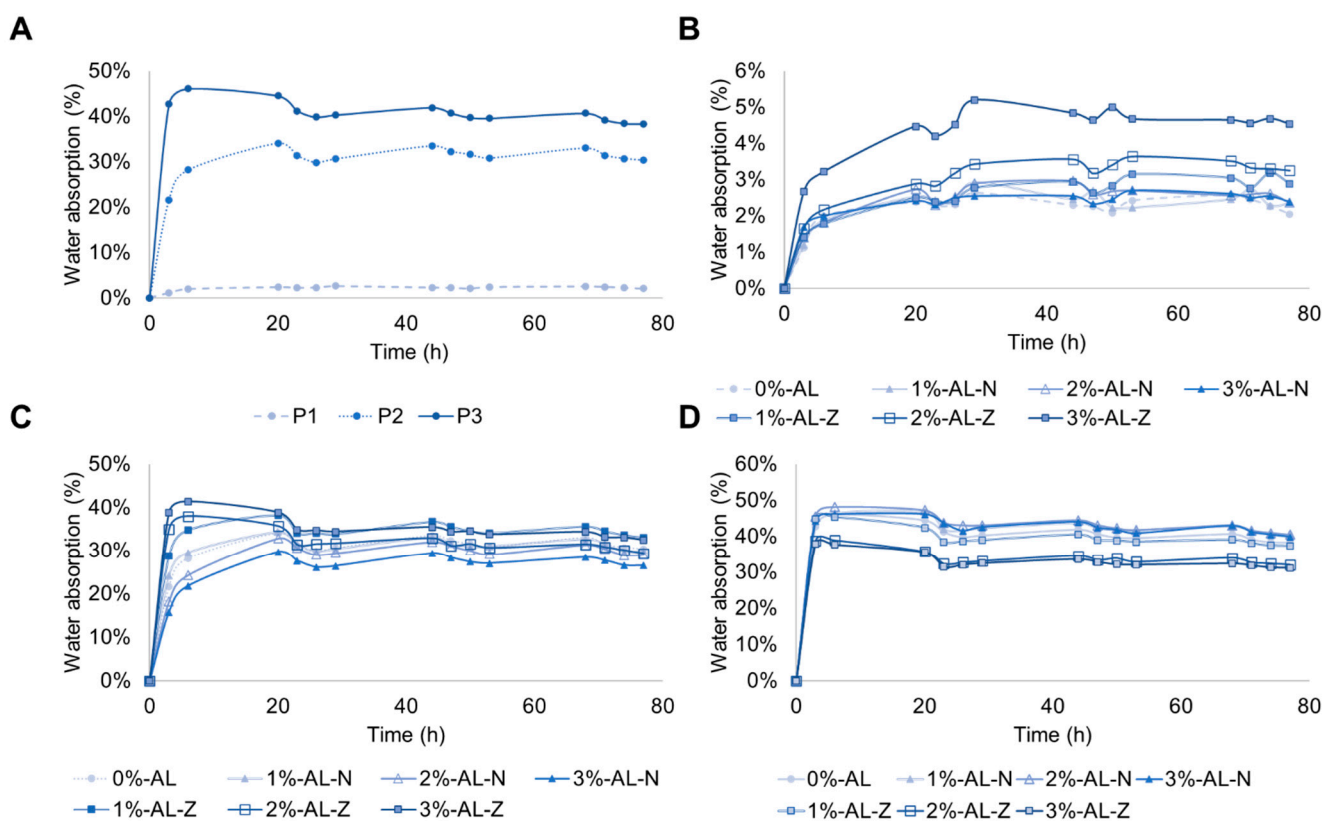 A
50%
40%
30%
20%
10%
0%
Water absorption (%)
0 20 40 60 80
Time (h)
P1 P2 P3
B
6%
5%
4%
3%
2%
1%
0%
Water absorption (%)
0 20 40 60 80
Time (h)
0%-AL 1%-AL-N 2%-AL-N 3%-AL-N
1%-AL-Z 2%-AL-Z 3%-AL-Z
C
50%
40%
30%
20%
10%
0%
Water absorption (%)
0 20 40 60 80
Time (h)
0%-AL 1%-AL-N 2%-AL-N 3%-AL-N
1%-AL-Z 2%-AL-Z 3%-AL-Z
D
60%
50%
40%
30%
20%
10%
0%
Water absorption (%)
0 20 40 60 80
Time (h)
0%-AL 1%-AL-N 2%-AL-N 3%-AL-N
1%-AL-Z 2%-AL-Z 3%-AL-Z